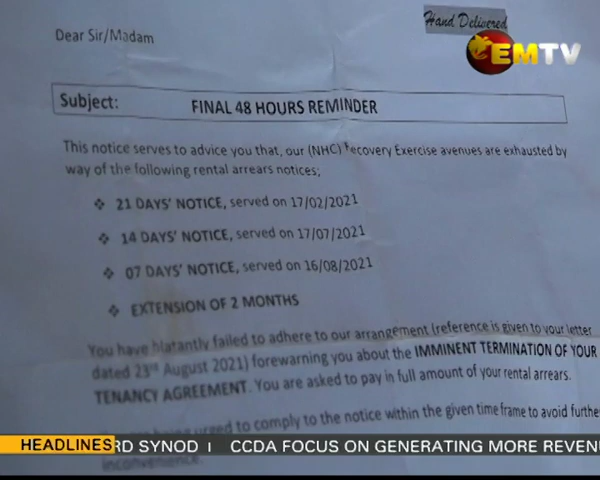 Hand Delivered
EMTV
Dear Sir/Madam
Subject: FINAL 48 HOURS REMINDER
This notice serves to advice you that, our (NHC) Recovery Exercise avenues are exhausted by
way of the following rental arrears notices;
❖ 21 DAYS' NOTICE, served on 17/02/2021
❖ 14 DAYS' NOTICE, served on 17/07/2021
❖ 07 DAYS' NOTICE, served on 16/08/2021
❖ EXTENSION OF 2 MONTHS
You have blatantly failed to adhere to our arrangement (reference is given to your letter
dated 23rd August 2021) forewarning you about the IMMINENT TERMINATION OF YOUR
TENANCY AGREEMENT. You are asked to pay in full amount of your rental arrears.
being urged to comply to the notice within the given time frame to avoid furthe
inconvenience.
HEADLINES RD SYNOD | CCDA FOCUS ON GENERATING MORE REVENU